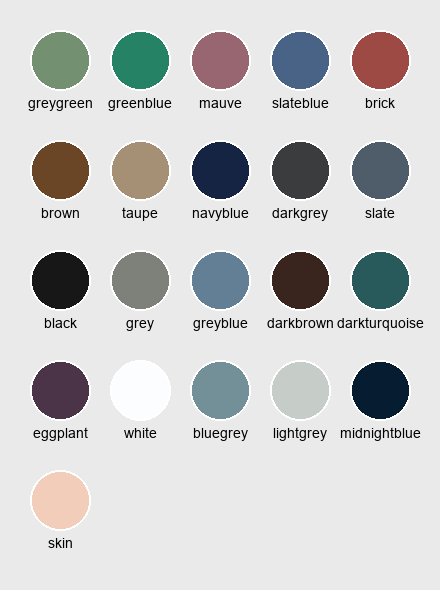 greygreen greenblue mauve slateblue brick
brown taupe navyblue darkgrey slate
black grey greyblue darkbrown darkturquoise
eggplant white bluegrey lightgrey midnightblue
skin